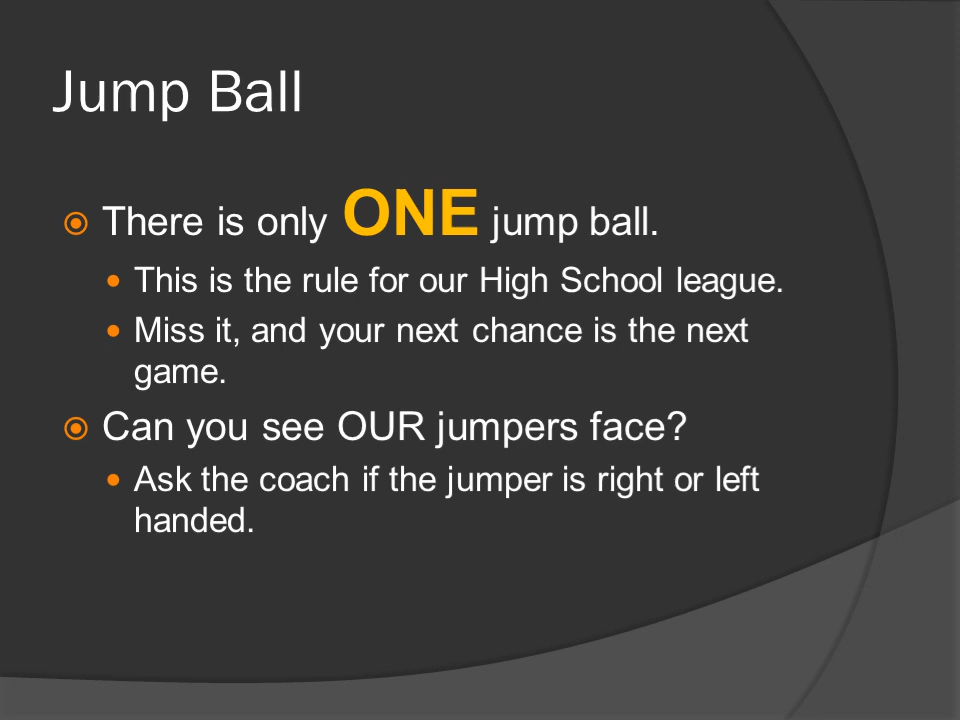 Jump Ball
There is only ONE jump ball.
This is the rule for our High School league.
Miss it, and your next chance is the next
game.
Can you see OUR jumpers face?
Ask the coach if the jumper is right or left
handed.